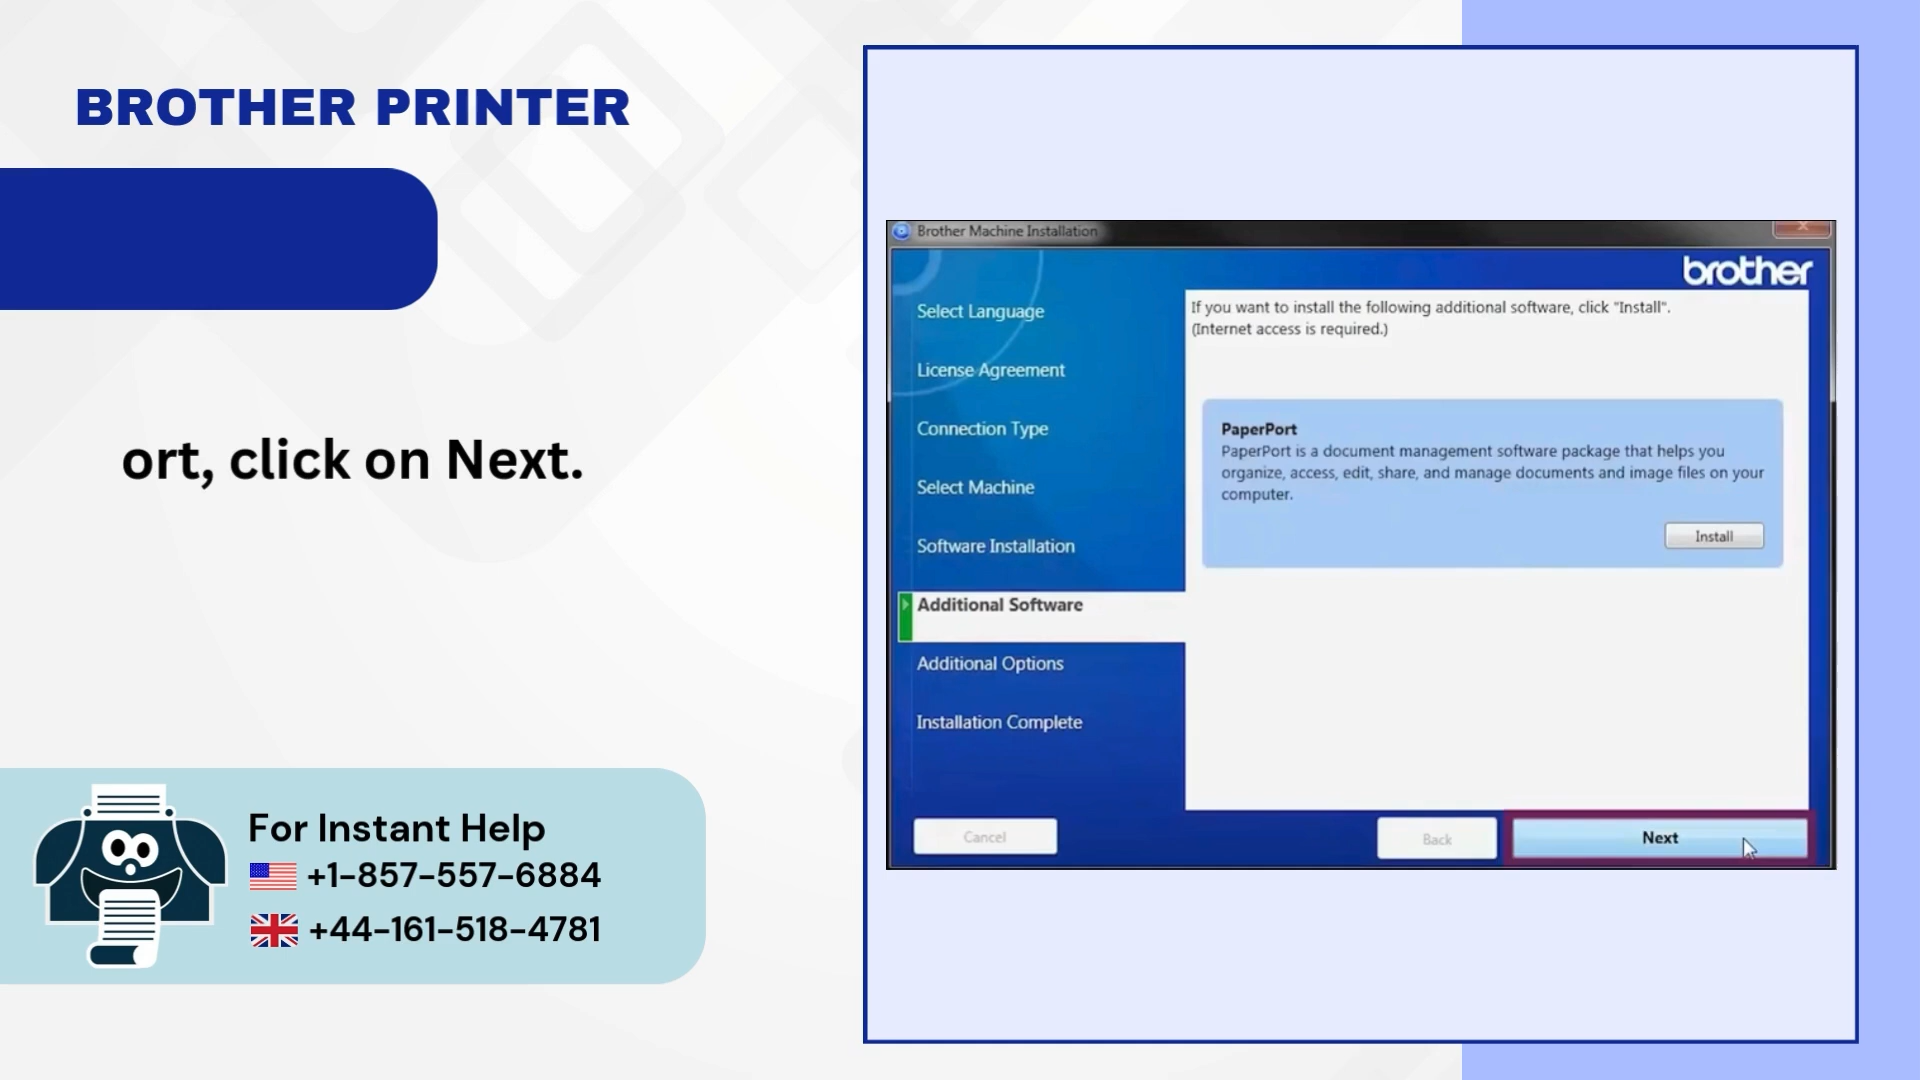 BROTHER PRINTER
ort, click on Next.
For Instant Help
+1-857-557-6884
+44-161-518-4781
Brother Machine Installation
brother
Select Language
License Agreement
Connection Type
Select Machine
Software Installation
Additional Software
Additional Options
Installation Complete
If you want to install the following additional software, click "Install".
(Internet access is required.)
PaperPort
PaperPort is a document management software package that helps you
organize, access, edit, share, and manage documents and image files on your
computer.
Install
Cancel
Back
Next